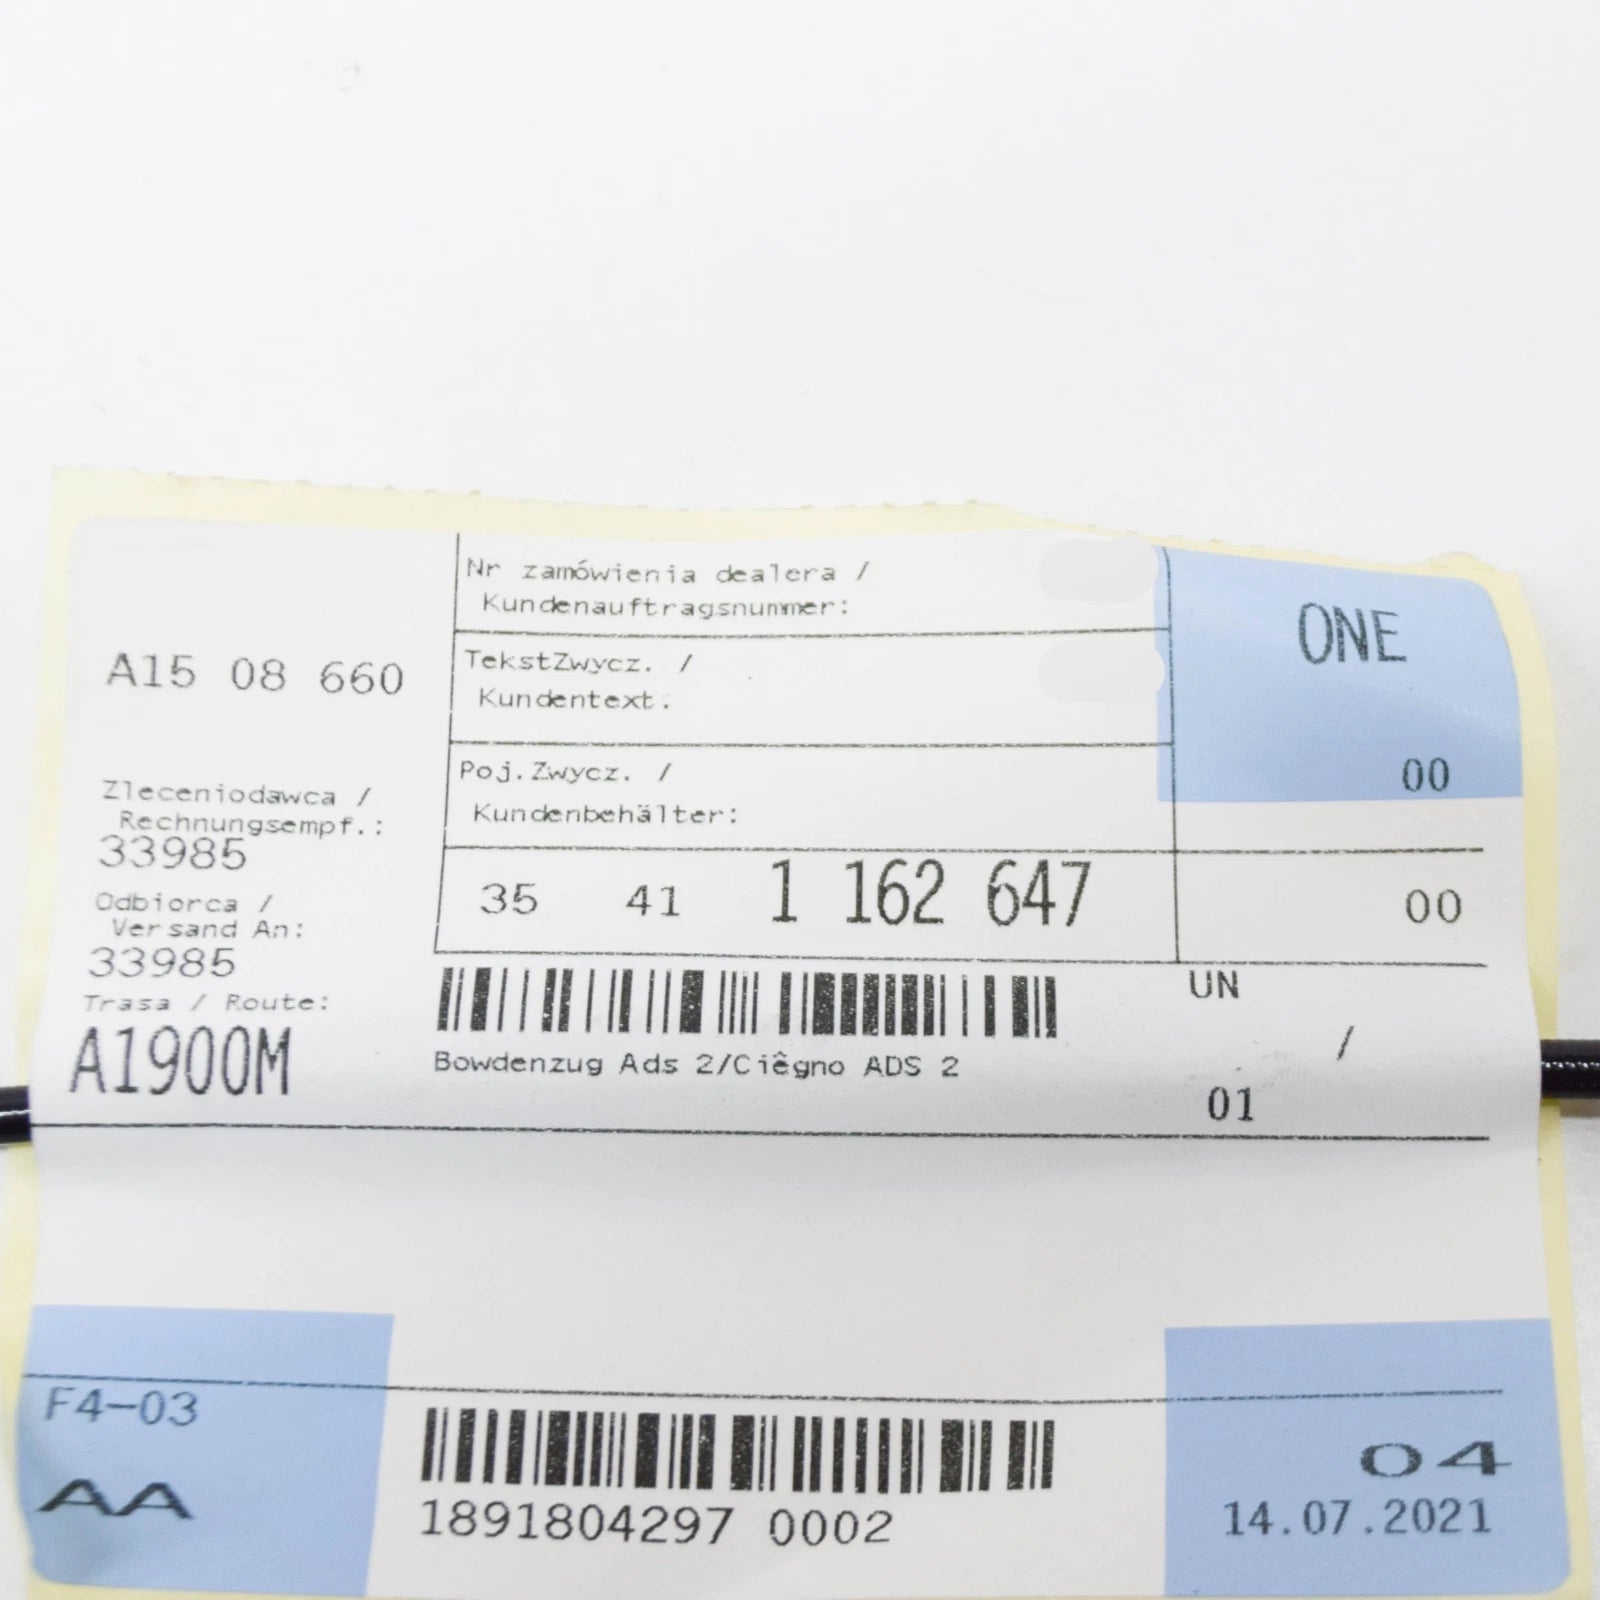 Nr zamówienia dealera /
Kundenauftragsnummer:
ONE
A15 08 660
TekstZwycz. /
Kundentext:
00
Zleceniodawca /
Rechnungsempf.:
33985
Poj.Zwycz. /
Kundenbehälter:
35 41 1 162 647 00
Odbiorca /
Versand An:
33985
Trasa / Route:
A1900M
UN
/
Bowdenzug Ads 2/Ciêgno ADS 2
01
F4-03
AA
1891804297 0002
04
14.07.2021